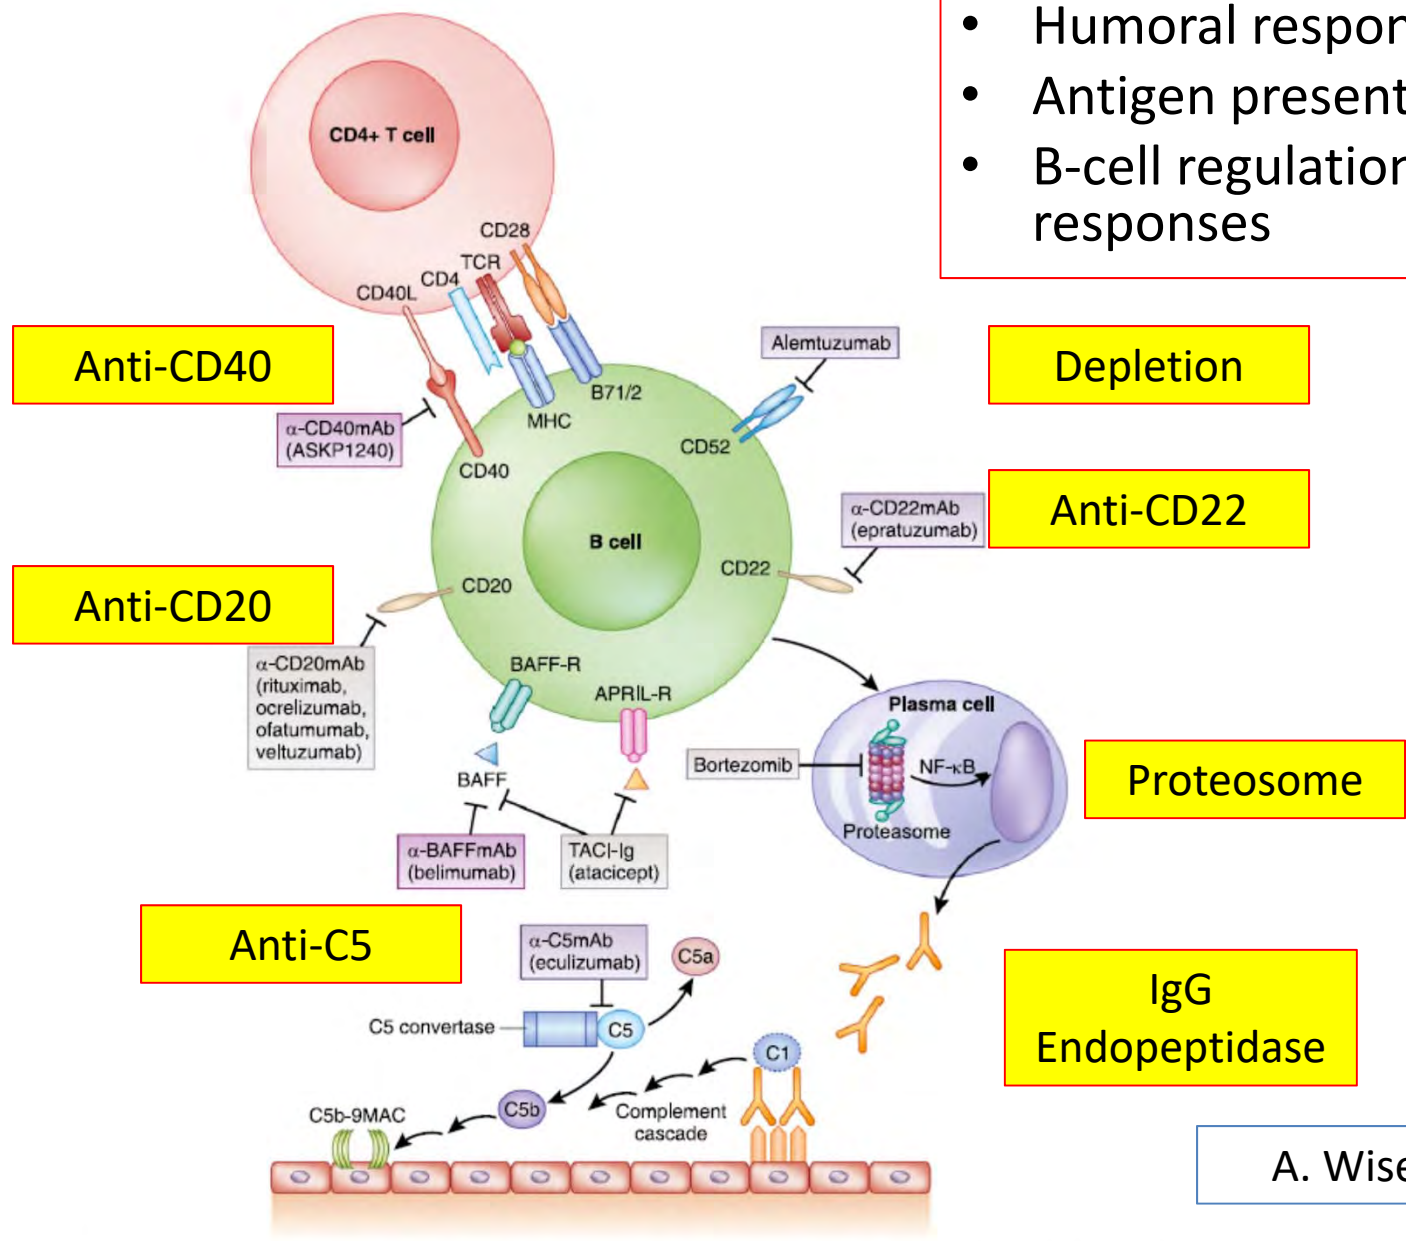 • Humoral respon
• Antigen present
• B-cell regulation
responses
CD4+ T cell
CD28
TCR
CD4
CD40L
Anti-CD40
Alemtuzumab
Depletion
B71/2
MHC
α-CD40mAb
(ASKP1240)
CD52
CD40
α-CD22mAb
(epratuzumab)
Anti-CD22
B cell
CD22
CD20
Anti-CD20
α-CD20mAb
(rituximab,
ocrelizumab,
ofatumumab,
veltuzumab)
BAFF-R
APRIL-R
Plasma cell
Bortezomib
NF-κB
Proteosome
BAFF
Proteasome
α-BAFFmAb
(belimumab)
TACI-Ig
(atacicept)
Anti-C5
α-C5mAb
(eculizumab)
C5a
IgG
Endopeptidase
C5 convertase
C5
C1
C5b
Complement
cascade
C5b-9MAC
A. Wise